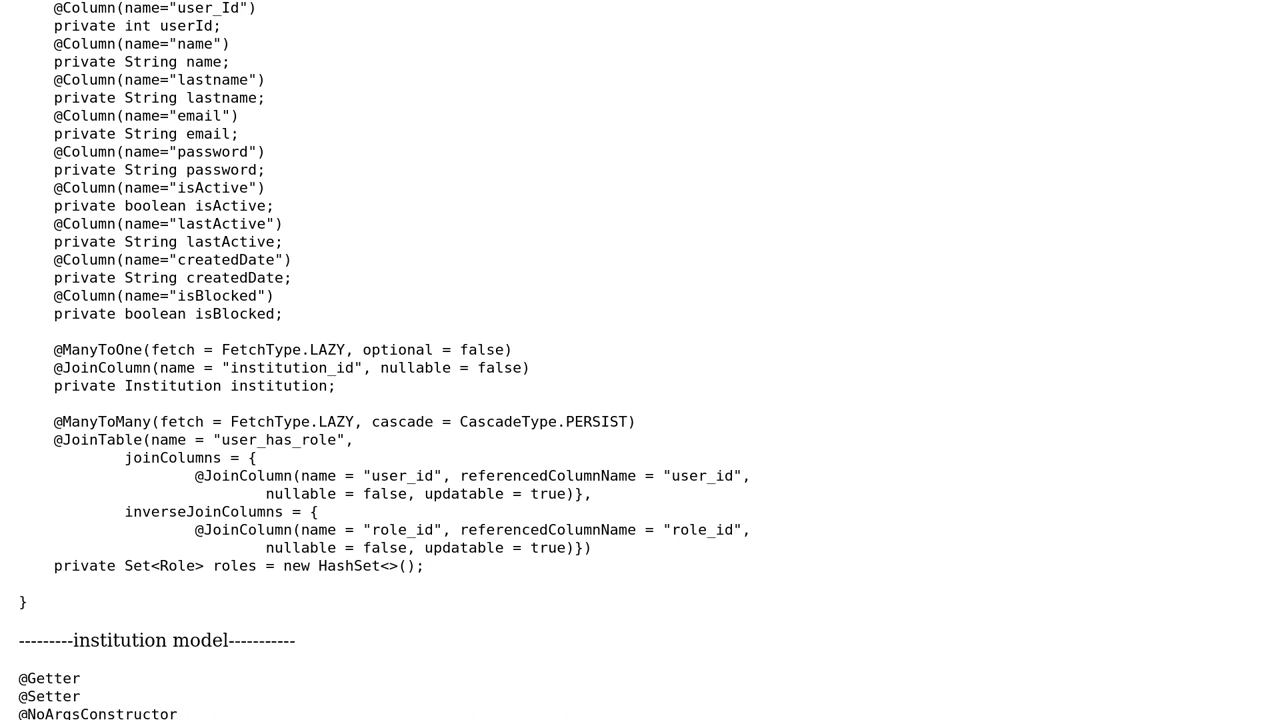 @Column(name="user_Id")
private int userId;
@Column(name="name")
private String name;
@Column(name="lastname")
private String lastname;
@Column(name="email")
private String email;
@Column(name="password")
private String password;
@Column(name="isActive")
private boolean isActive;
@Column(name="lastActive")
private String lastActive;
@Column(name="createdDate")
private String createdDate;
@Column(name="isBlocked")
private boolean isBlocked;
@ManyToOne(fetch = FetchType.LAZY, optional = false)
@JoinColumn(name = "institution_id", nullable = false)
private Institution institution;
@ManyToMany(fetch = FetchType.LAZY, cascade = CascadeType.PERSIST)
@JoinTable(name = "user_has_role",
joinColumns = {
@JoinColumn(name = "user_id", referencedColumnName = "user_id",
nullable = false, updatable = true)},
inverseJoinColumns = {
@JoinColumn(name = "role_id", referencedColumnName = "role_id",
nullable = false, updatable = true)})
private Set<Role> roles = new HashSet<>();
}
---------institution model-----------
@Getter
@Setter
@NoArgsConstructor